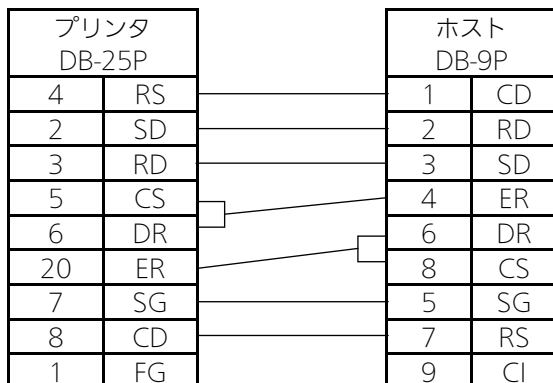 プリンタ ホスト
DB-25P DB-9P
4 RS 1 CD
2 SD 2 RD
3 RD 3 SD
5 CS 4 ER
6 DR 6 DR
20 ER 8 CS
7 SG 5 SG
8 CD 7 RS
1 FG 9 CI